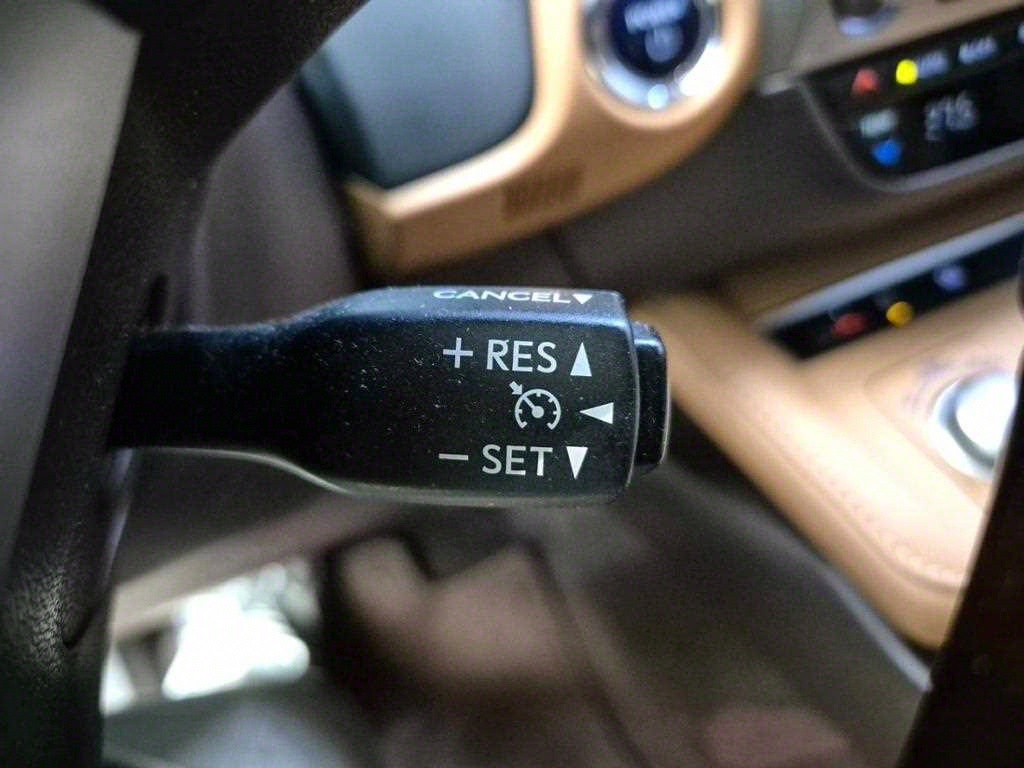 CANCEL▼
+ RES ▲
◀
− SET ▼